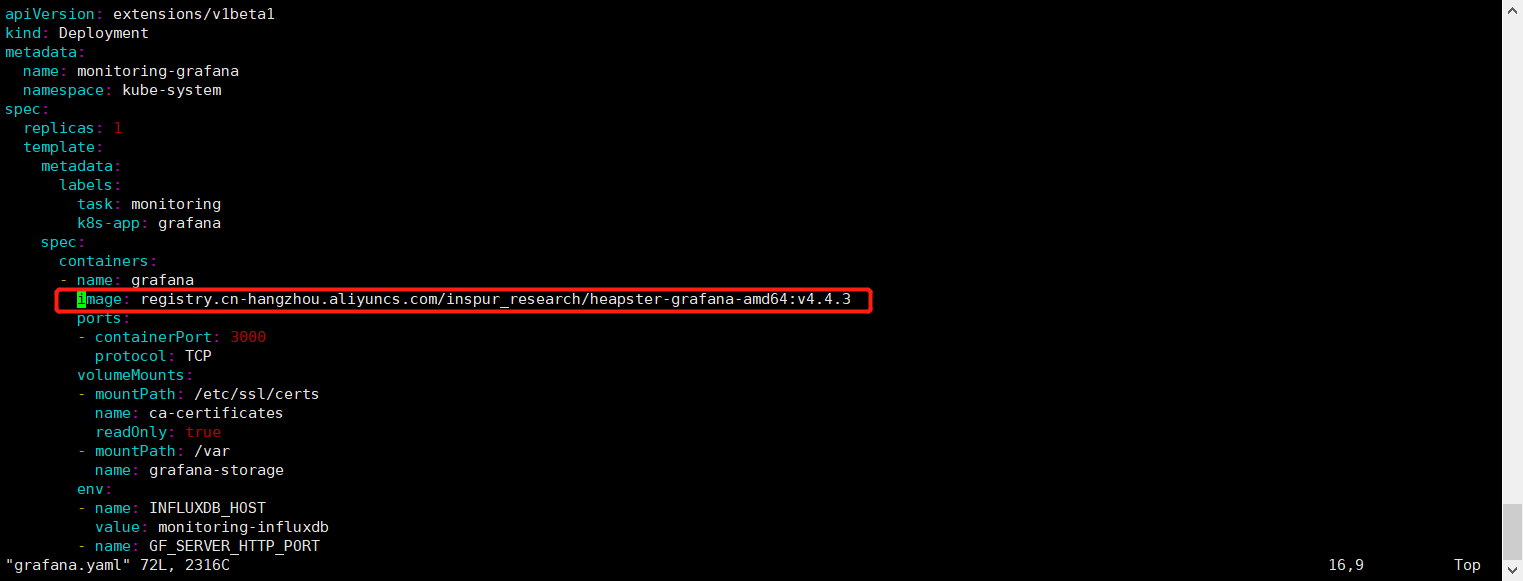 apiVersion: extensions/v1beta1
kind: Deployment
metadata:
  name: monitoring-grafana
  namespace: kube-system
spec:
  replicas: 1
  template:
    metadata:
      labels:
        task: monitoring
        k8s-app: grafana
    spec:
      containers:
      - name: grafana
        image: registry.cn-hangzhou.aliyuncs.com/inspur_research/heapster-grafana-amd64:v4.4.3
        ports:
        - containerPort: 3000
          protocol: TCP
        volumeMounts:
        - mountPath: /etc/ssl/certs
          name: ca-certificates
          readOnly: true
        - mountPath: /var
          name: grafana-storage
        env:
        - name: INFLUXDB_HOST
          value: monitoring-influxdb
        - name: GF_SERVER_HTTP_PORT
"grafana.yaml" 72L, 2316C 16,9 Top